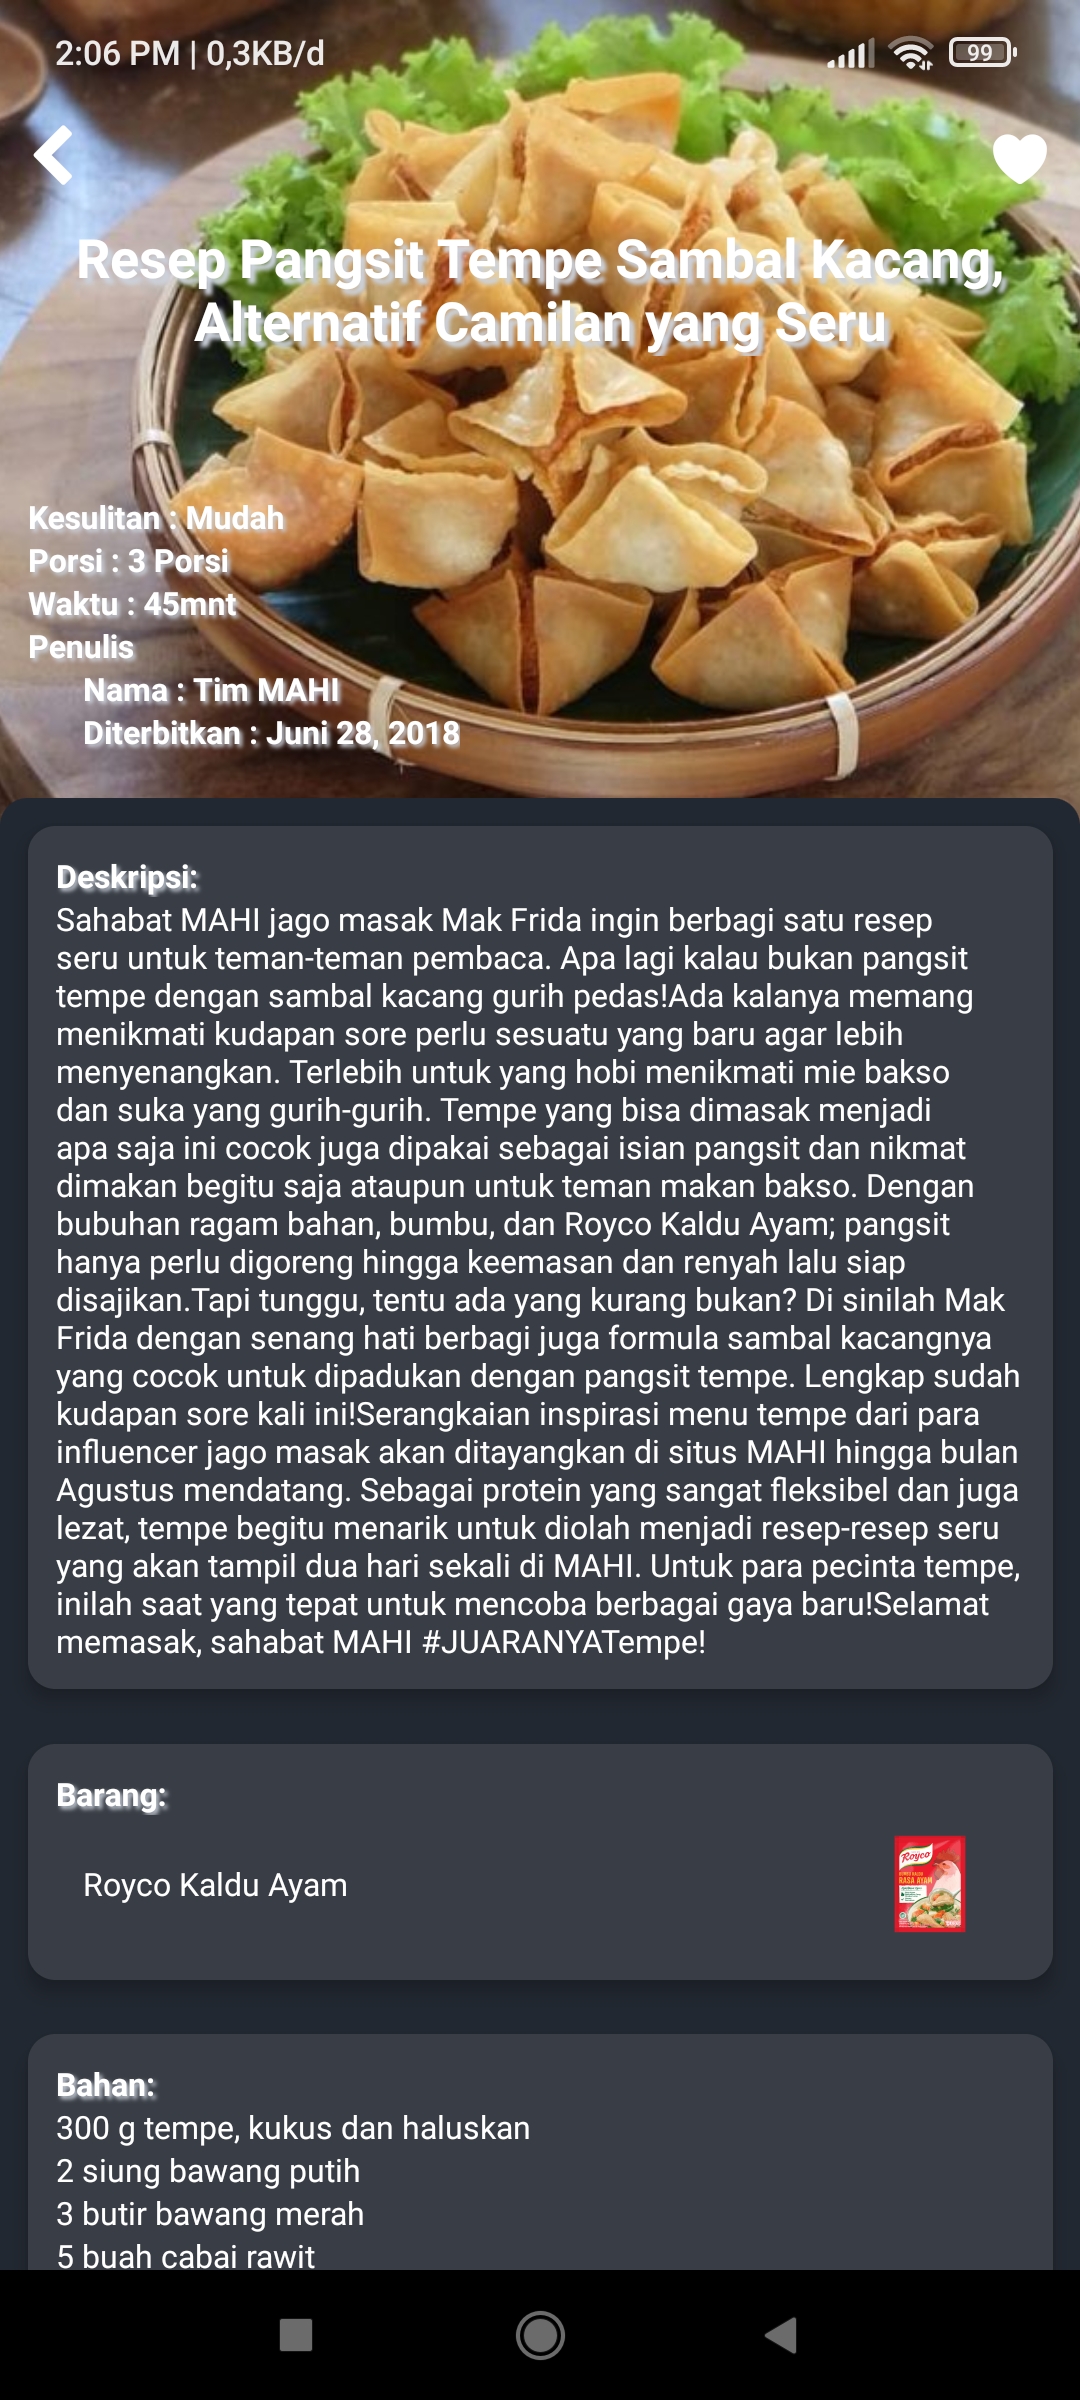 2:06 PM | 0,3KB/d
99
Resep Pangsit Tempe Sambal Kacang,
Alternatif Camilan yang Seru
Kesulitan : Mudah
Porsi : 3 Porsi
Waktu : 45mnt
Penulis
Nama : Tim MAHI
Diterbitkan : Juni 28, 2018
Deskripsi:
Sahabat MAHI jago masak Mak Frida ingin berbagi satu resep
seru untuk teman-teman pembaca. Apa lagi kalau bukan pangsit
tempe dengan sambal kacang gurih pedas!Ada kalanya memang
menikmati kudapan sore perlu sesuatu yang baru agar lebih
menyenangkan. Terlebih untuk yang hobi menikmati mie bakso
dan suka yang gurih-gurih. Tempe yang bisa dimasak menjadi
apa saja ini cocok juga dipakai sebagai isian pangsit dan nikmat
dimakan begitu saja ataupun untuk teman makan bakso. Dengan
bubuhan ragam bahan, bumbu, dan Royco Kaldu Ayam; pangsit
hanya perlu digoreng hingga keemasan dan renyah lalu siap
disajikan.Tapi tunggu, tentu ada yang kurang bukan? Di sinilah Mak
Frida dengan senang hati berbagi juga formula sambal kacangnya
yang cocok untuk dipadukan dengan pangsit tempe. Lengkap sudah
kudapan sore kali ini!Serangkaian inspirasi menu tempe dari para
influencer jago masak akan ditayangkan di situs MAHI hingga bulan
Agustus mendatang. Sebagai protein yang sangat fleksibel dan juga
lezat, tempe begitu menarik untuk diolah menjadi resep-resep seru
yang akan tampil dua hari sekali di MAHI. Untuk para pecinta tempe,
inilah saat yang tepat untuk mencoba berbagai gaya baru!Selamat
memasak, sahabat MAHI #JUARANYATempe!
Barang:
Royco Kaldu Ayam
Royco
RASA AYAM
Bahan:
300 g tempe, kukus dan haluskan
2 siung bawang putih
3 butir bawang merah
5 buah cabai rawit